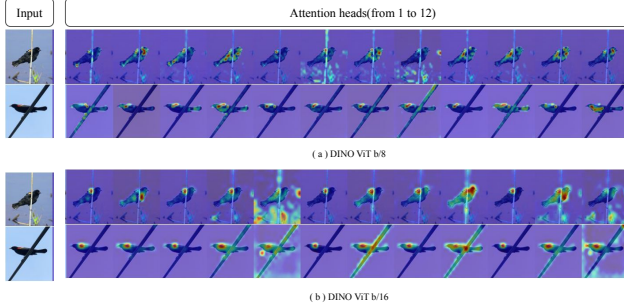 Input
Attention heads(from 1 to 12)
( a ) DINO ViT b/8
( b ) DINO ViT b/16